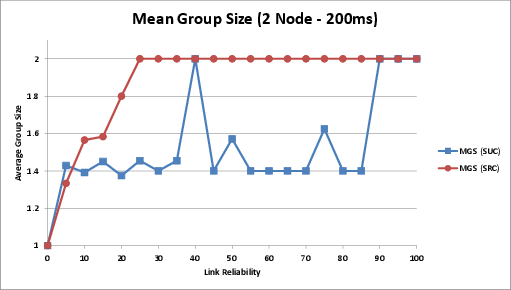 Mean Group Size (2 Node - 200ms)
2
1.8
1.6
1.4
1.2
1
Average Group Size
0 10 20 30 40 50 60 70 80 90 100
Link Reliability
MGS (SUC)
MGS (SRC)